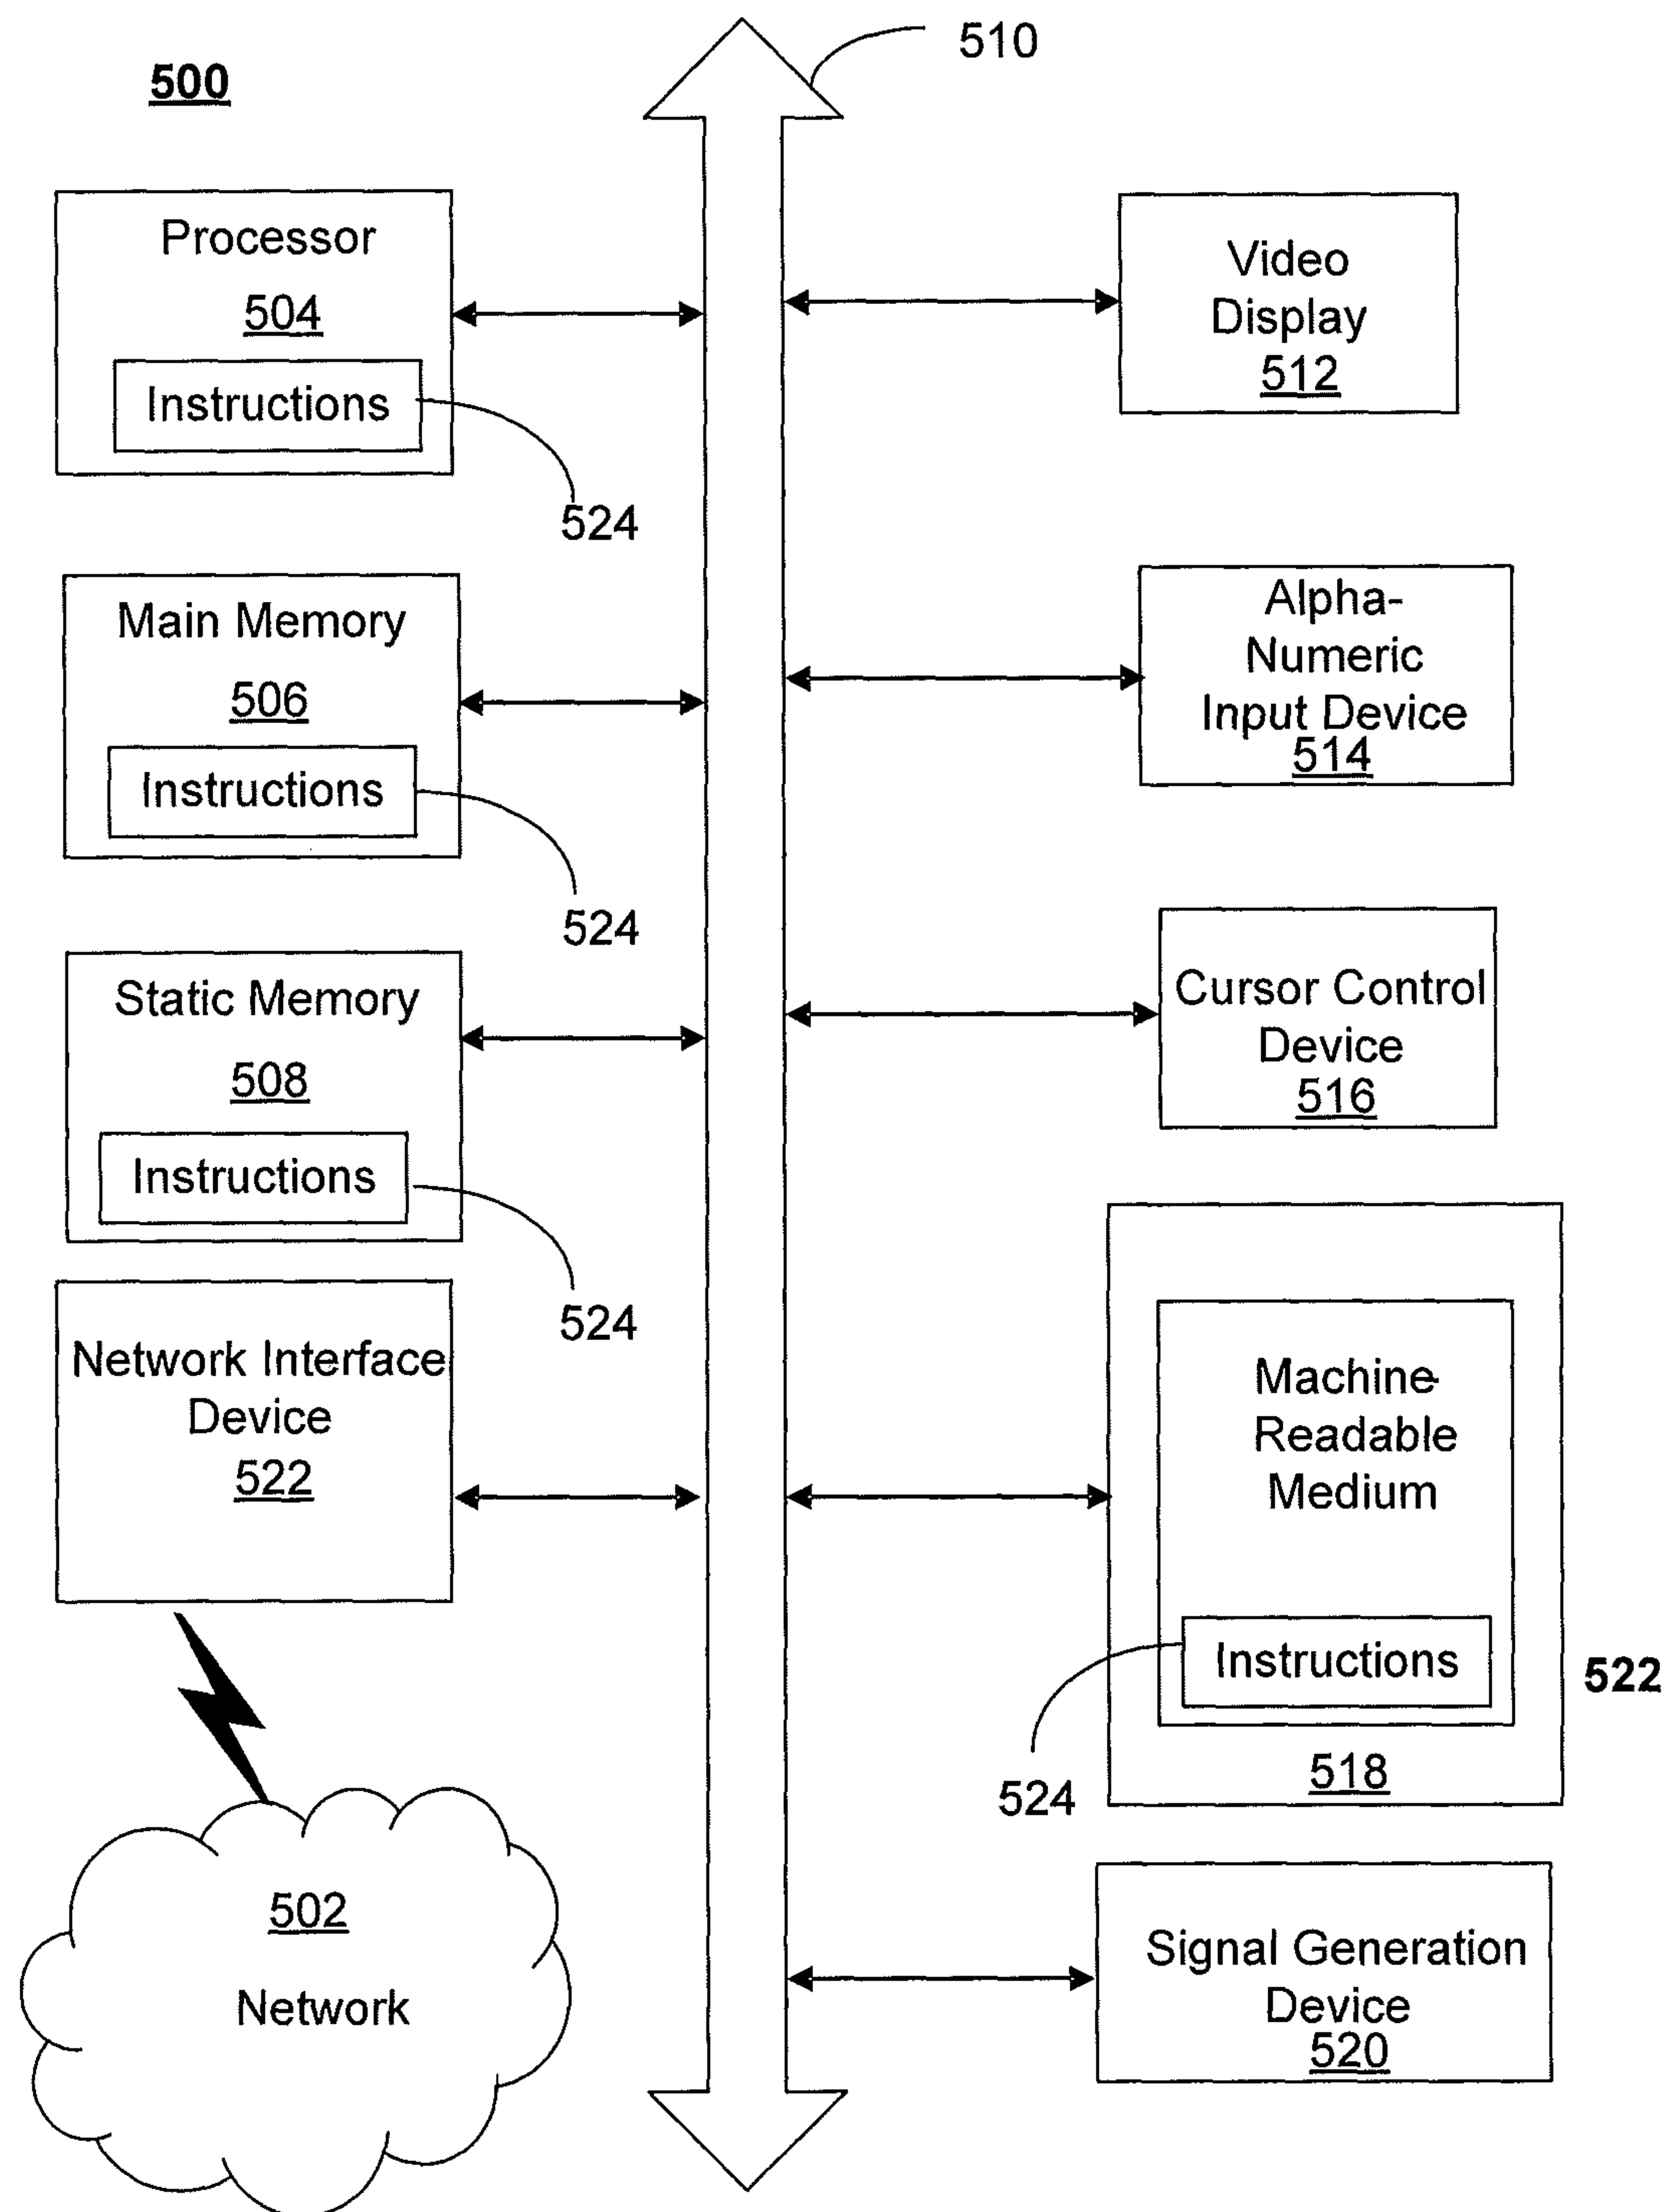 510
500
Processor
504
Instructions
524
Main Memory
506
Instructions
524
Static Memory
508
Instructions
524
Network Interface
Device
522
502
Network
Video
Display
512
Alpha-
Numeric
Input Device
514
Cursor Control
Device
516
Machine-
Readable
Medium
Instructions
522
524
518
Signal Generation
Device
520